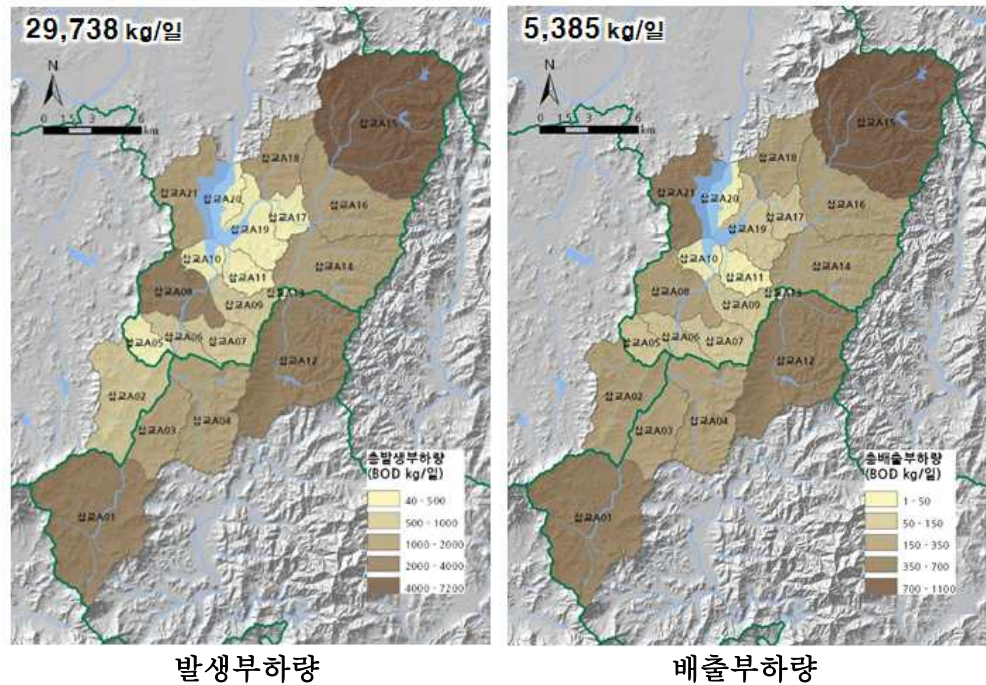 29,738 kg/일
N
0 1.5 3 6
km
삽교A15
삽교A18
삽교A21
삽교A20
삽교A16
삽교A17
삽교A19
삽교A10
삽교A14
삽교A11
삽교A08
삽교A13
삽교A09
삽교A06
삽교A07
삽교A05
삽교A12
삽교A02
삽교A04
삽교A03
삽교A01
총발생부하량
(BOD kg/일)
40 - 500
500 - 1000
1000 - 2000
2000 - 4000
4000 - 7200
발생부하량
5,385 kg/일
N
0 1.5 3 6
km
삽교A15
삽교A18
삽교A21
삽교A20
삽교A16
삽교A17
삽교A19
삽교A10
삽교A14
삽교A11
삽교A08
삽교A13
삽교A09
삽교A06
삽교A07
삽교A05
삽교A12
삽교A02
삽교A04
삽교A03
삽교A01
총배출부하량
(BOD kg/일)
1 - 50
50 - 150
150 - 350
350 - 700
700 - 1100
배출부하량